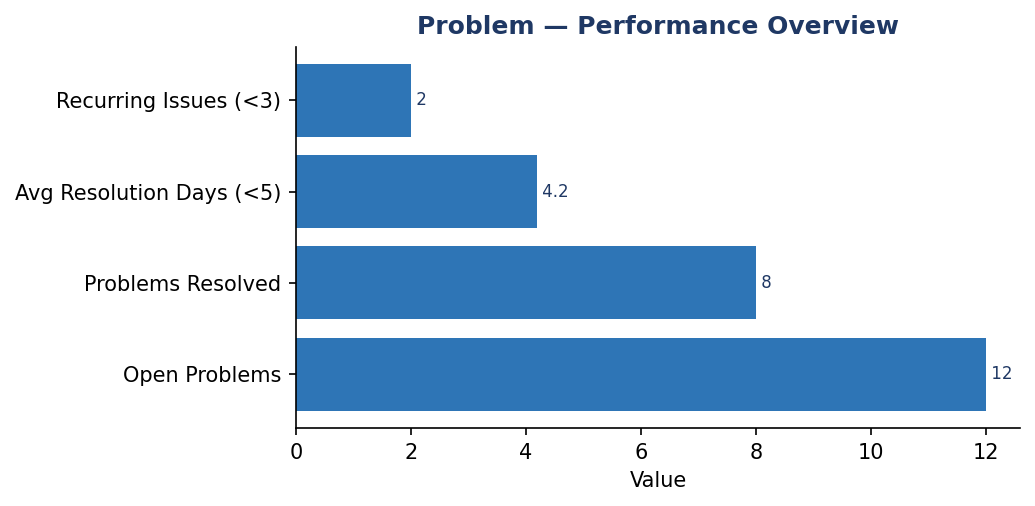 Problem — Performance Overview
Recurring Issues (<3)
2
Avg Resolution Days (<5)
4.2
Problems Resolved
8
Open Problems
12
0 2 4 6 8 10 12
Value